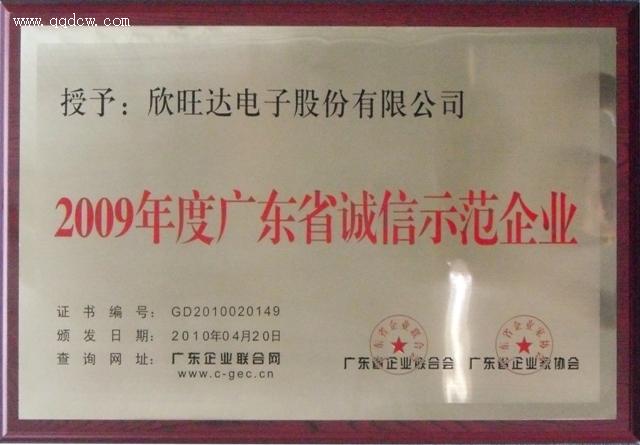 www.qqdcw.com
授予：欣旺达电子股份有限公司
2009年度广东省诚信示范企业
证书编号：GD2010020149
颁发日期：2010年04月20日
查询网址：广东企业联合网
www.c-gec.cn
广东省企业联合会 广东省企业家协会